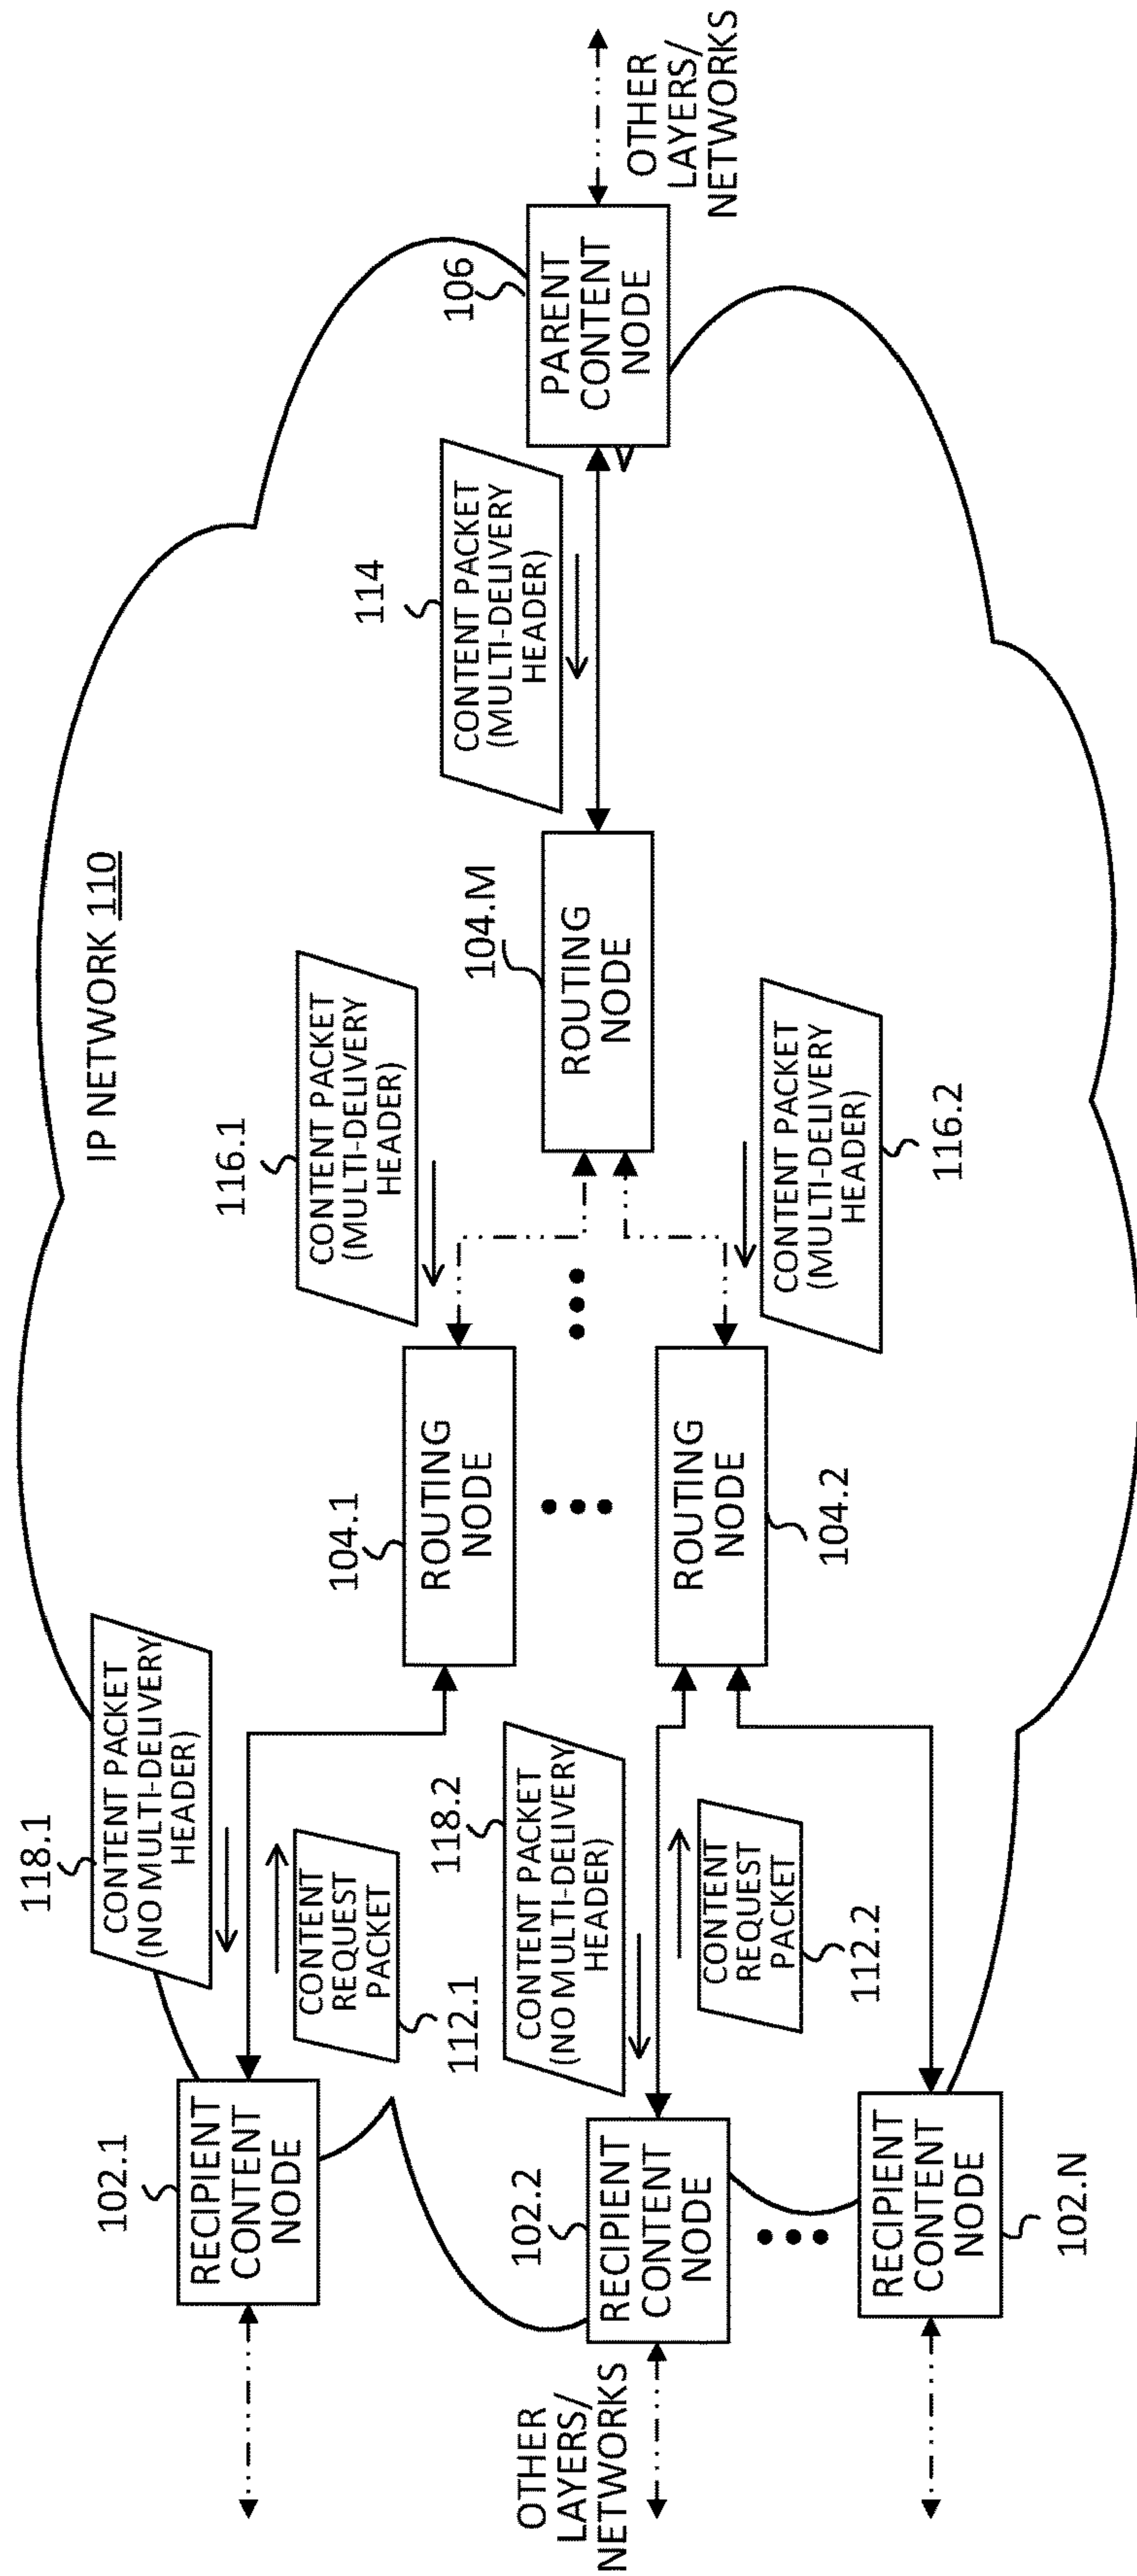 IP NETWORK 110
118.1
CONTENT PACKET
(NO MULTI-DELIVERY
HEADER)
102.1
RECIPIENT
CONTENT
NODE
CONTENT
REQUEST
PACKET
112.1
104.1
ROUTING
NODE
116.1
CONTENT PACKET
(MULTI-DELIVERY
HEADER)
104.M
ROUTING
NODE
114
CONTENT PACKET
(MULTI-DELIVERY
HEADER)
106
PARENT
CONTENT
NODE
OTHER
LAYERS/
NETWORKS
118.2
CONTENT PACKET
(NO MULTI-DELIVERY
HEADER)
OTHER
LAYERS/
NETWORKS
102.2
RECIPIENT
CONTENT
NODE
CONTENT
REQUEST
PACKET
112.2
ROUTING
NODE
104.2
CONTENT PACKET
(MULTI-DELIVERY
HEADER)
116.2
RECIPIENT
CONTENT
NODE
102.N